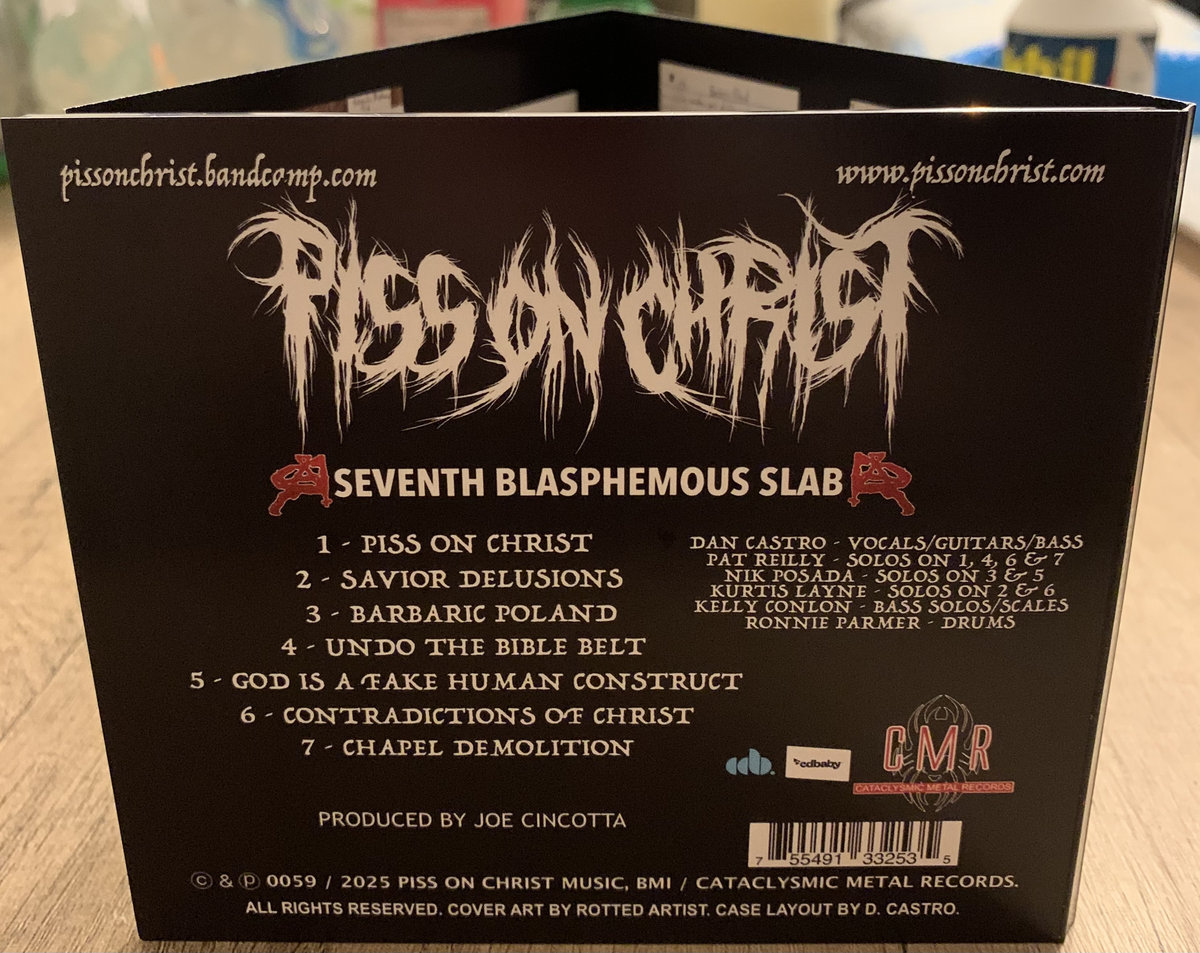 pissonchrist.bandcamp.com
www.pissonchrist.com
PISS ON CHRIST
SEVENTH BLASPHEMOUS SLAB
1 - PISS ON CHRIST
2 - SAVIOR DELUSIONS
3 - BARBARIC POLAND
4 - UNDO THE BIBLE BELT
5 - GOD IS A FAKE HUMAN CONSTRUCT
6 - CONTRADICTIONS OF CHRIST
7 - CHAPEL DEMOLITION
DAN CASTRO - VOCALS/GUITARS/BASS
PAT REILLY - SOLOS ON 1, 4, 6 & 7
NIK POSADA - SOLOS ON 3 & 5
KURTIS LAYNE - SOLOS ON 2 & 6
KELLY CONLON - BASS SOLOS/SCALES
RONNIE PARMER - DRUMS
cdb.
cdbaby
CMR
CATACLYSMIC METAL RECORDS
PRODUCED BY JOE CINCOTTA
7 55491 33253 5
© & ℗ 0059 / 2025 PISS ON CHRIST MUSIC, BMI / CATACLYSMIC METAL RECORDS.
ALL RIGHTS RESERVED. COVER ART BY ROTTED ARTIST. CASE LAYOUT BY D. CASTRO.